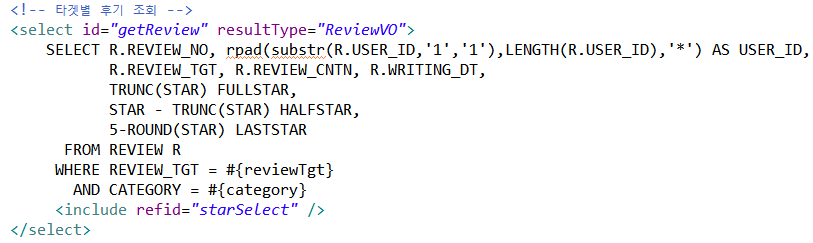 <!-- 타겟별 후기 조회 -->
<select id="getReview" resultType="ReviewVO">
SELECT R.REVIEW_NO, rpad(substr(R.USER_ID,'1','1'),LENGTH(R.USER_ID),'*') AS USER_ID,
R.REVIEW_TGT, R.REVIEW_CNTN, R.WRITING_DT,
TRUNC(STAR) FULLSTAR,
STAR - TRUNC(STAR) HALFSTAR,
5-ROUND(STAR) LASTSTAR
FROM REVIEW R
WHERE REVIEW_TGT = #{reviewTgt}
AND CATEGORY = #{category}
<include refid="starSelect" />
</select>